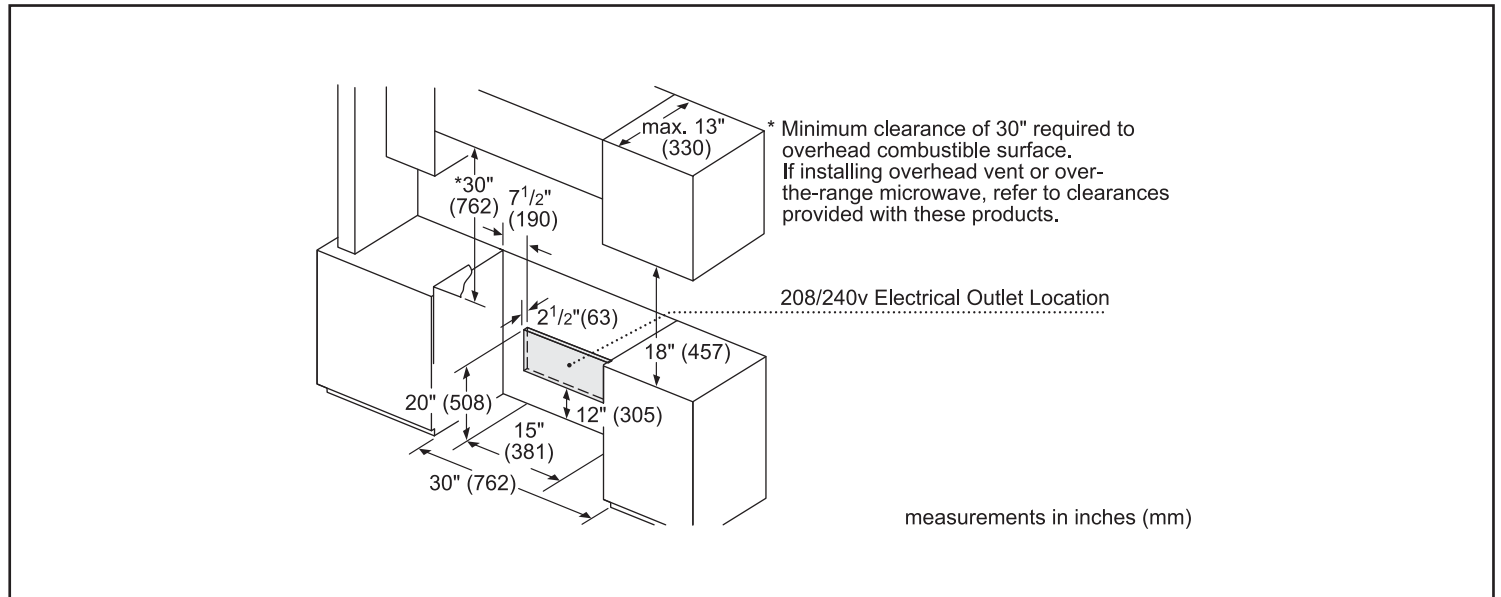 max. 13"
(330)
* Minimum clearance of 30" required to
overhead combustible surface.
If installing overhead vent or over-
the-range microwave, refer to clearances
provided with these products.
*30"
(762)
7 1/2"
(190)
208/240v Electrical Outlet Location
2 1/2"(63)
18" (457)
20" (508)
12" (305)
15"
(381)
30" (762)
measurements in inches (mm)